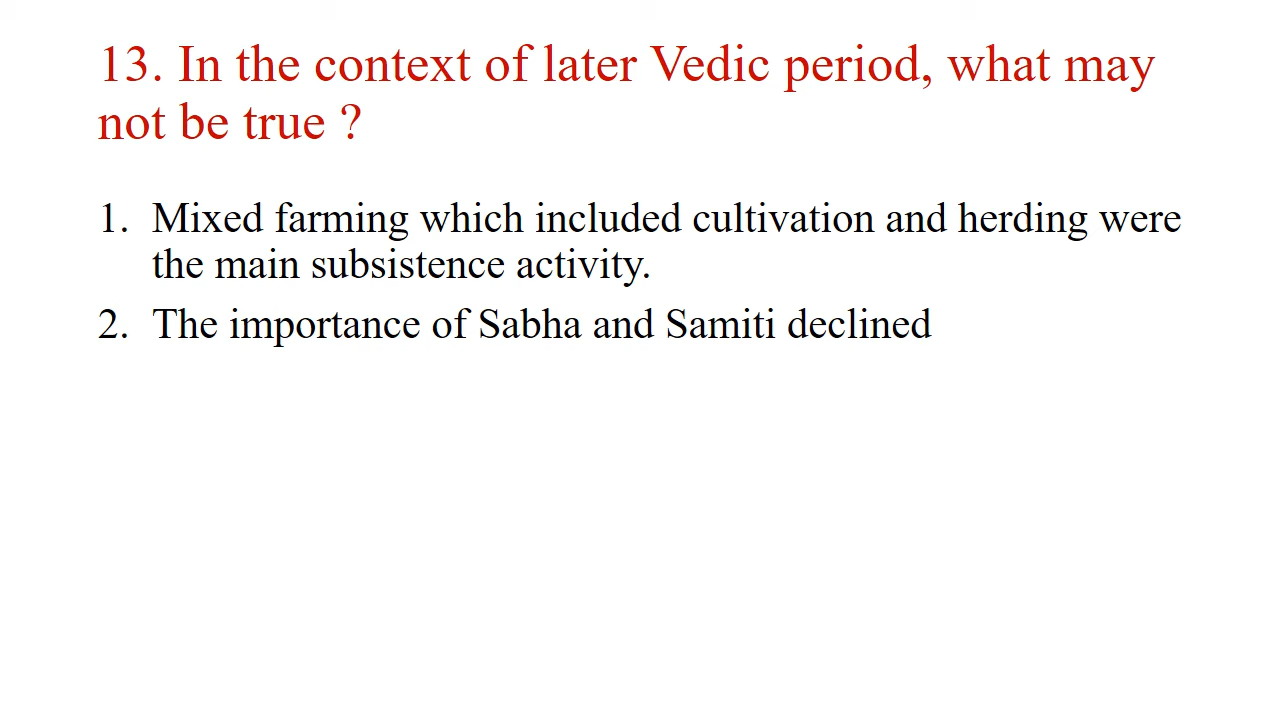 13. In the context of later Vedic period, what may
not be true ?
1. Mixed farming which included cultivation and herding were
the main subsistence activity.
2. The importance of Sabha and Samiti declined